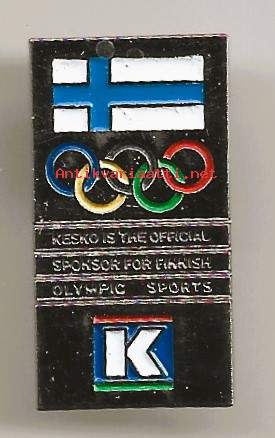 Antikvariaatti.net
KESKO IS THE OFFICIAL
SPONSOR FOR FINNISH
OLYMPIC SPORTS
K